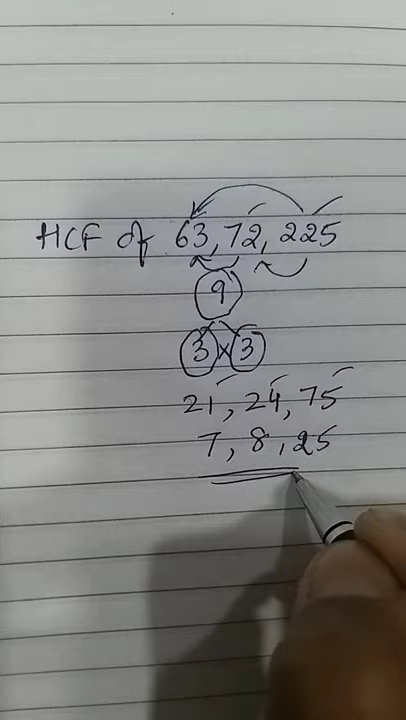 HCF of 63, 72, 225
9
3 × 3
21, 24, 75
7, 8, 25